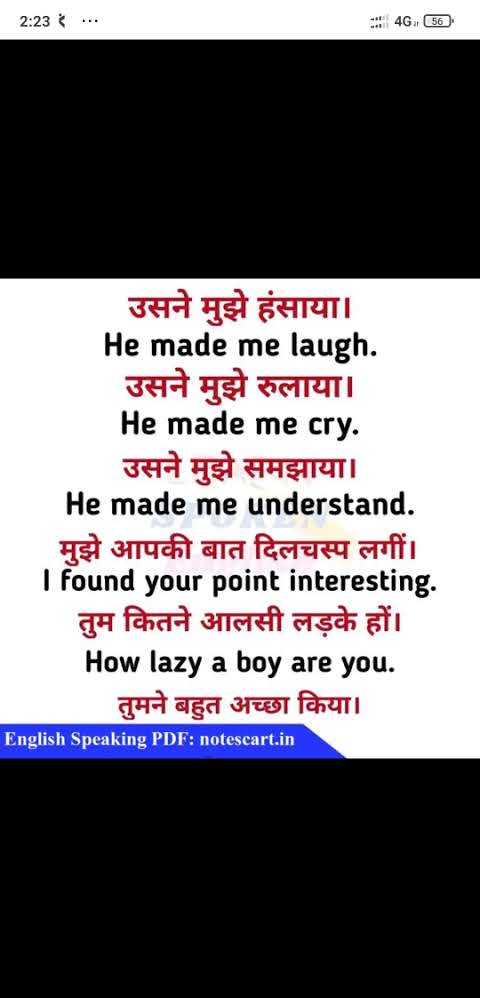 2:23 ···
4G 56
उसने मुझे हंसाया।
He made me laugh.
उसने मुझे रुलाया।
He made me cry.
उसने मुझे समझाया।
He made me understand.
मुझे आपकी बात दिलचस्प लगीं।
I found your point interesting.
तुम कितने आलसी लड़के हों।
How lazy a boy are you.
तुमने बहुत अच्छा किया।
English Speaking PDF: notescart.in